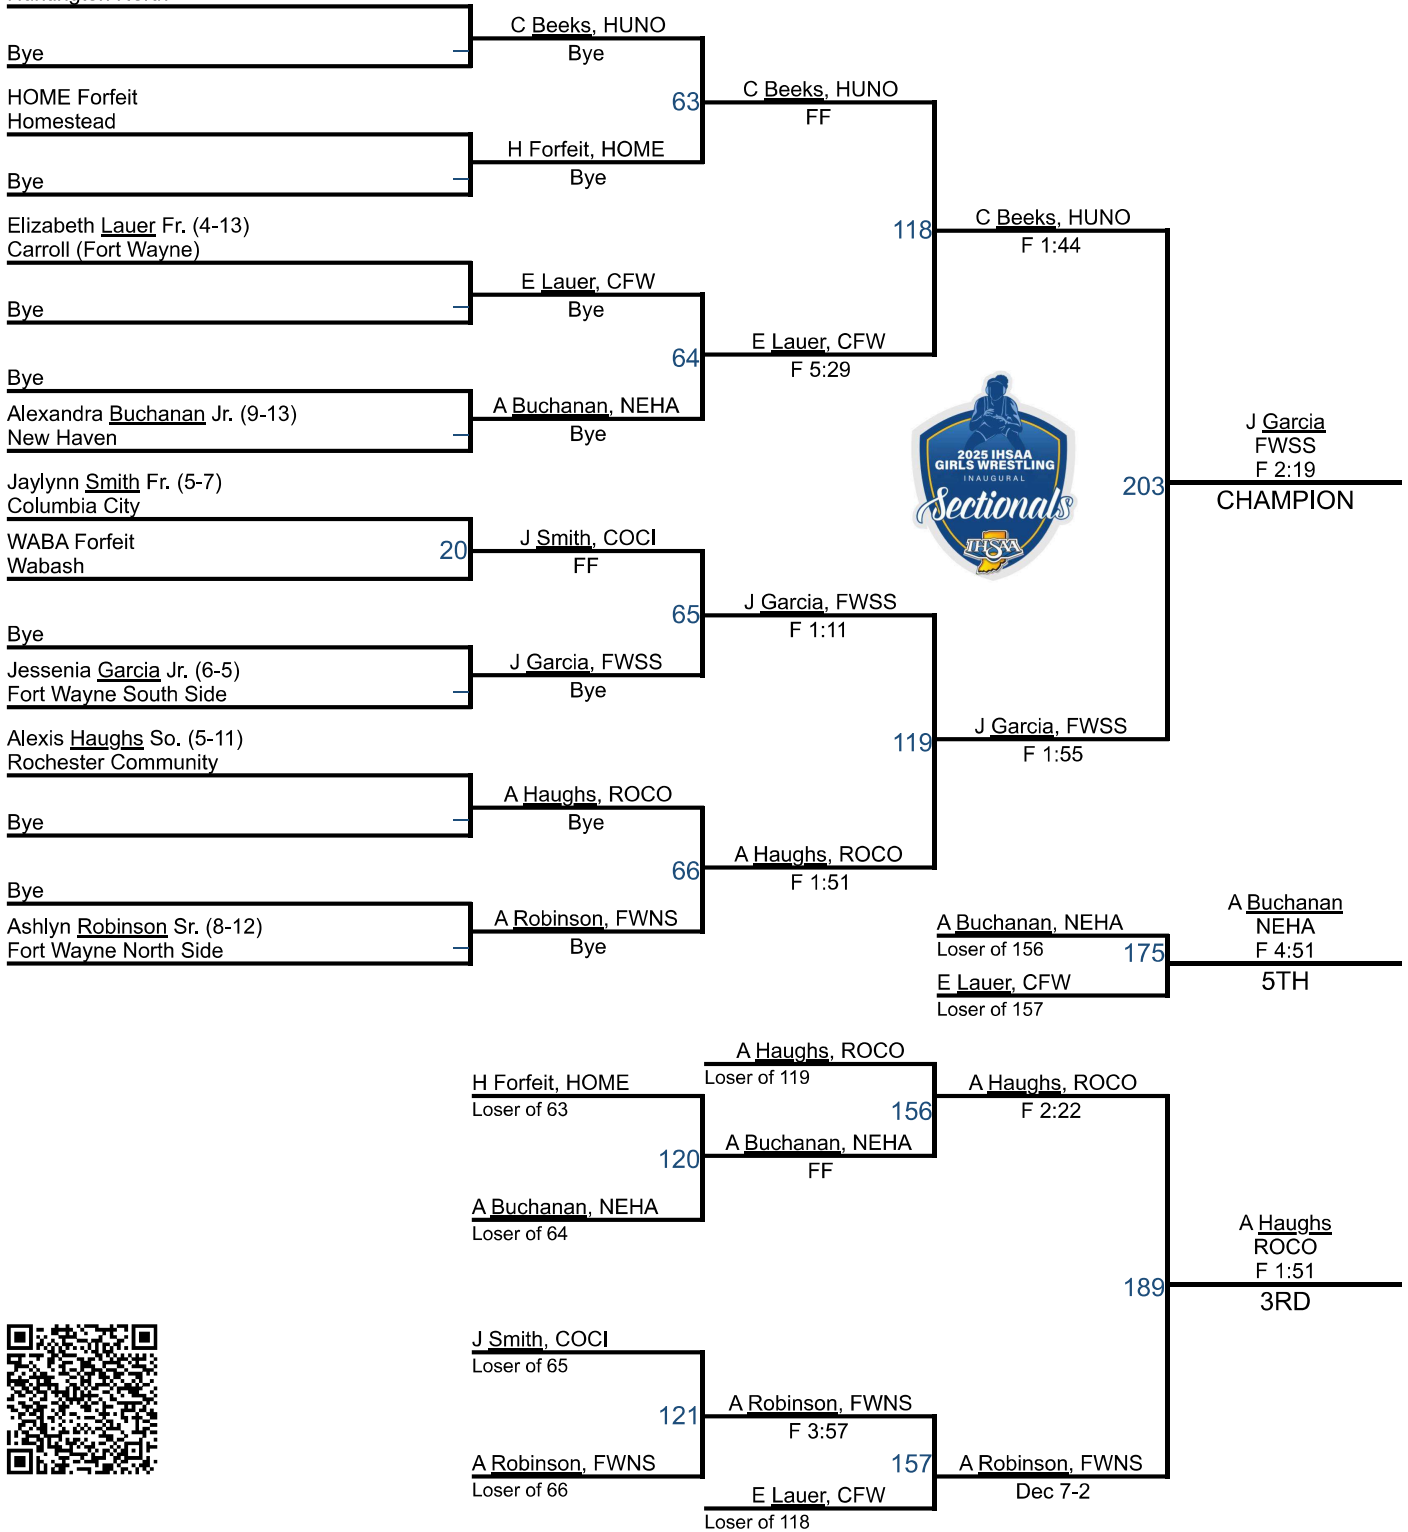 Bye
HOME Forfeit
Homestead
Bye
Elizabeth Lauer Fr. (4-13)
Carroll (Fort Wayne)
Bye
Bye
Alexandra Buchanan Jr. (9-13)
New Haven
Jaylynn Smith Fr. (5-7)
Columbia City
WABA Forfeit
Wabash
20
Bye
Jessenia Garcia Jr. (6-5)
Fort Wayne South Side
Alexis Haughs So. (5-11)
Rochester Community
Bye
Bye
Ashlyn Robinson Sr. (8-12)
Fort Wayne North Side
C Beeks, HUNO
Bye
63
H Forfeit, HOME
Bye
E Lauer, CFW
Bye
64
A Buchanan, NEHA
Bye
J Smith, COCI
FF
65
J Garcia, FWSS
Bye
A Haughs, ROCO
Bye
66
A Robinson, FWNS
Bye
C Beeks, HUNO
FF
118
E Lauer, CFW
F 5:29
J Garcia, FWSS
F 1:11
119
A Haughs, ROCO
F 1:51
C Beeks, HUNO
F 1:44
2025 IHSAA
GIRLS WRESTLING
INAUGURAL
Sectionals
IHSAA
203
J Garcia, FWSS
F 1:55
J Garcia
FWSS
F 2:19
CHAMPION
A Buchanan, NEHA
Loser of 156
175
E Lauer, CFW
Loser of 157
A Buchanan
NEHA
F 4:51
5TH
H Forfeit, HOME
Loser of 63
120
A Buchanan, NEHA
Loser of 64
A Haughs, ROCO
Loser of 119
156
A Buchanan, NEHA
FF
A Haughs, ROCO
F 2:22
J Smith, COCI
Loser of 65
121
A Robinson, FWNS
Loser of 66
A Robinson, FWNS
F 3:57
157
E Lauer, CFW
Loser of 118
A Robinson, FWNS
Dec 7-2
189
A Haughs
ROCO
F 1:51
3RD